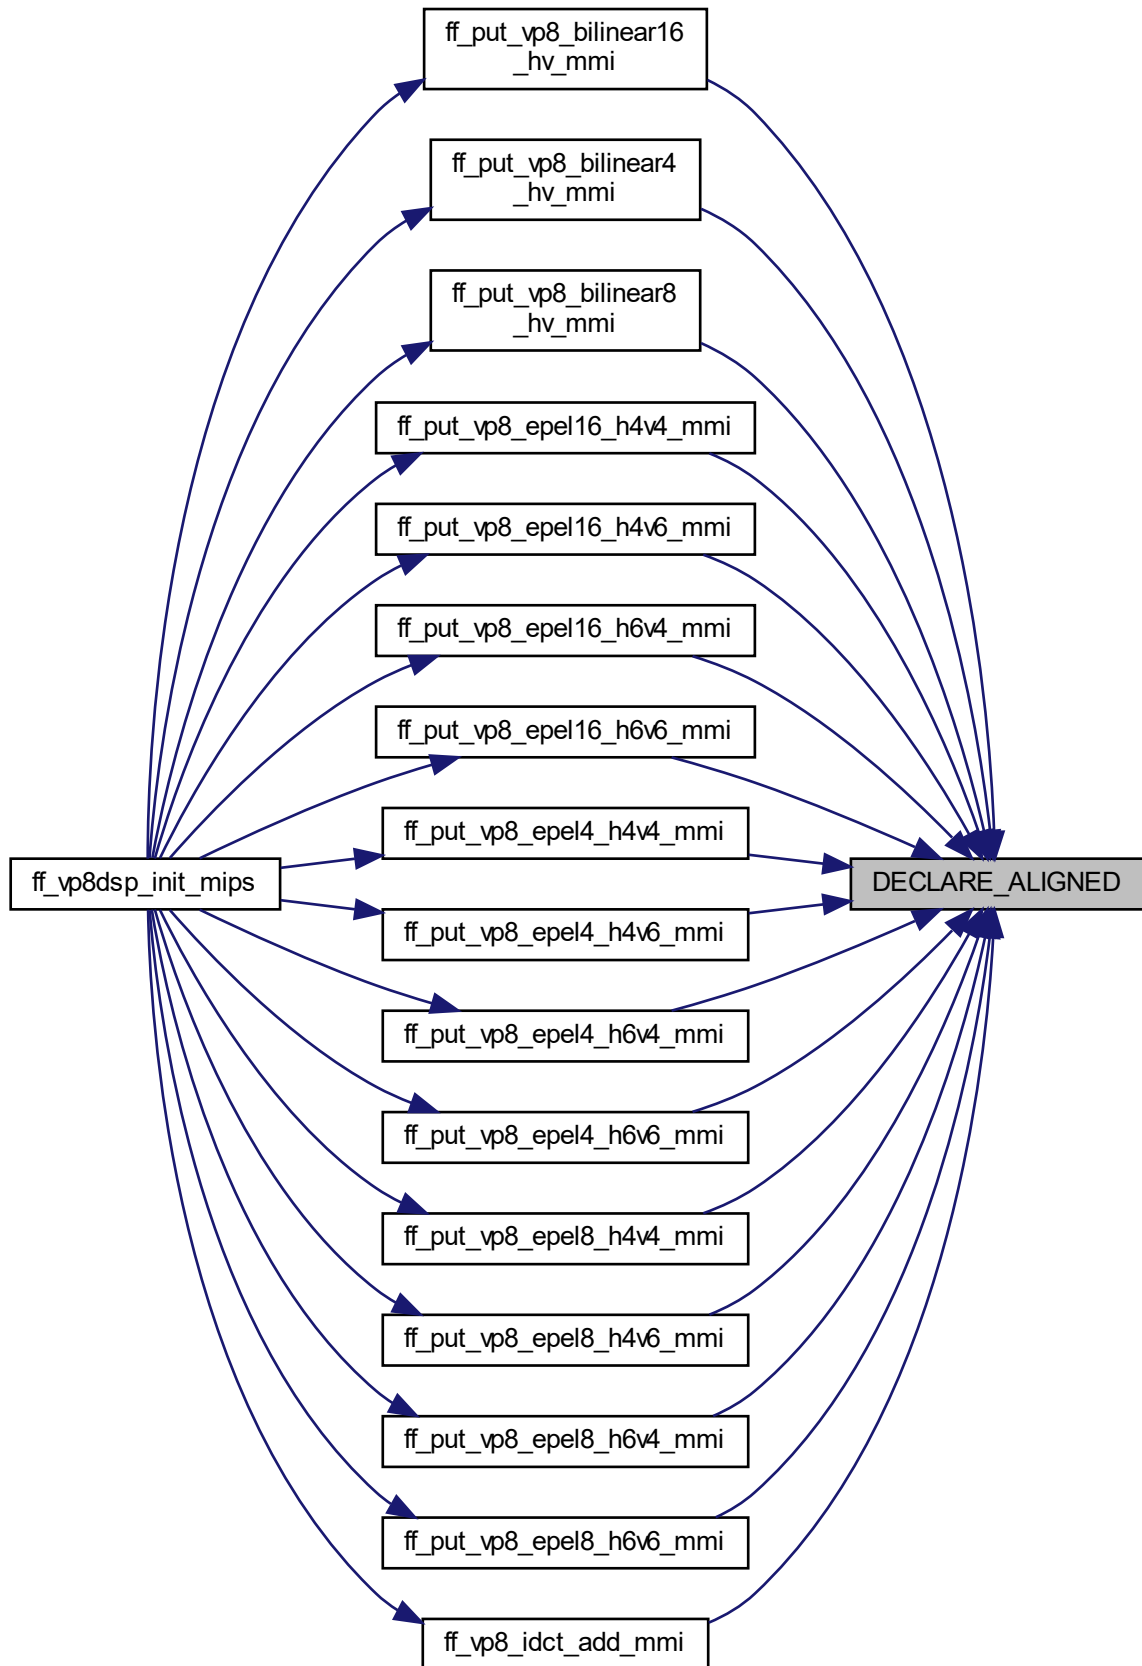 ff_put_vp8_bilinear16
_hv_mmi
ff_put_vp8_bilinear4
_hv_mmi
ff_put_vp8_bilinear8
_hv_mmi
ff_put_vp8_epel16_h4v4_mmi
ff_put_vp8_epel16_h4v6_mmi
ff_put_vp8_epel16_h6v4_mmi
ff_put_vp8_epel16_h6v6_mmi
ff_put_vp8_epel4_h4v4_mmi
ff_vp8dsp_init_mips
DECLARE_ALIGNED
ff_put_vp8_epel4_h4v6_mmi
ff_put_vp8_epel4_h6v4_mmi
ff_put_vp8_epel4_h6v6_mmi
ff_put_vp8_epel8_h4v4_mmi
ff_put_vp8_epel8_h4v6_mmi
ff_put_vp8_epel8_h6v4_mmi
ff_put_vp8_epel8_h6v6_mmi
ff_vp8_idct_add_mmi